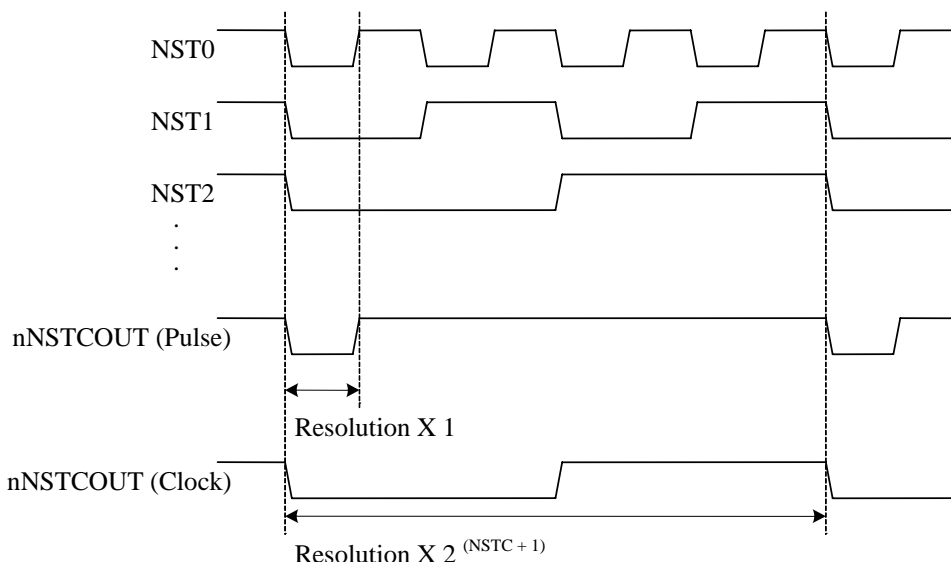 NST0
NST1
NST2
.
.
.
nNSTCOUT (Pulse)
Resolution X 1
nNSTCOUT (Clock)
Resolution X 2 (NSTC + 1)